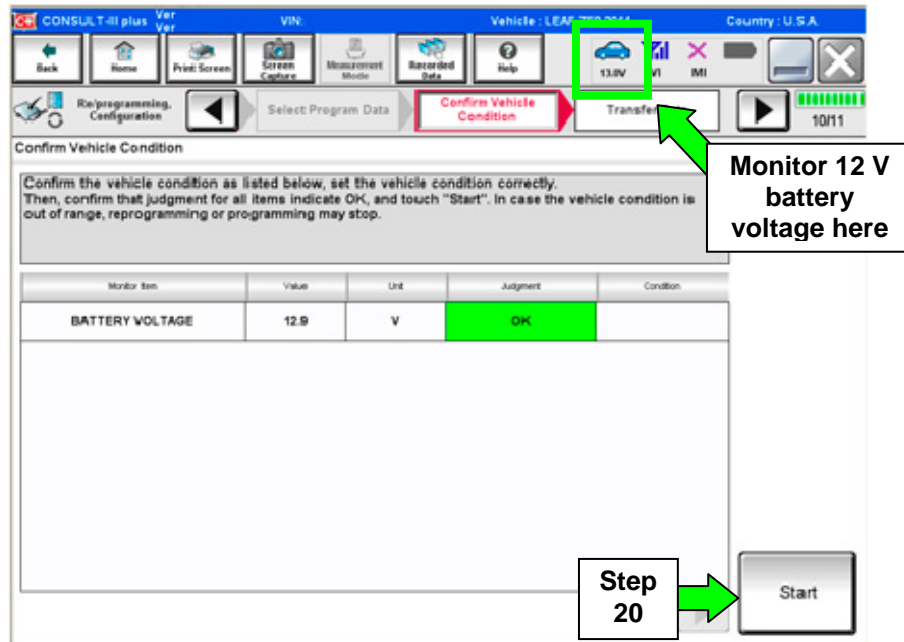 CONSULT-III plus Ver Ver VIN: Vehicle : LEAF Country : U.S.A.
Back Home Print Screen Screen Capture Measurement Mode Recorded Data Help 13.0V VI MI
Re/programming, Configuration Select Program Data Confirm Vehicle Condition Transfer 10/11
Confirm Vehicle Condition
Confirm the vehicle condition as listed below, set the vehicle condition correctly.
Then, confirm that judgment for all items indicate OK, and touch "Start". In case the vehicle condition is
out of range, reprogramming or programming may stop.
Monitor 12 V
battery
voltage here
Monitor Item Value Unit Judgment Condition
BATTERY VOLTAGE 12.9 V OK
Step
20
Start